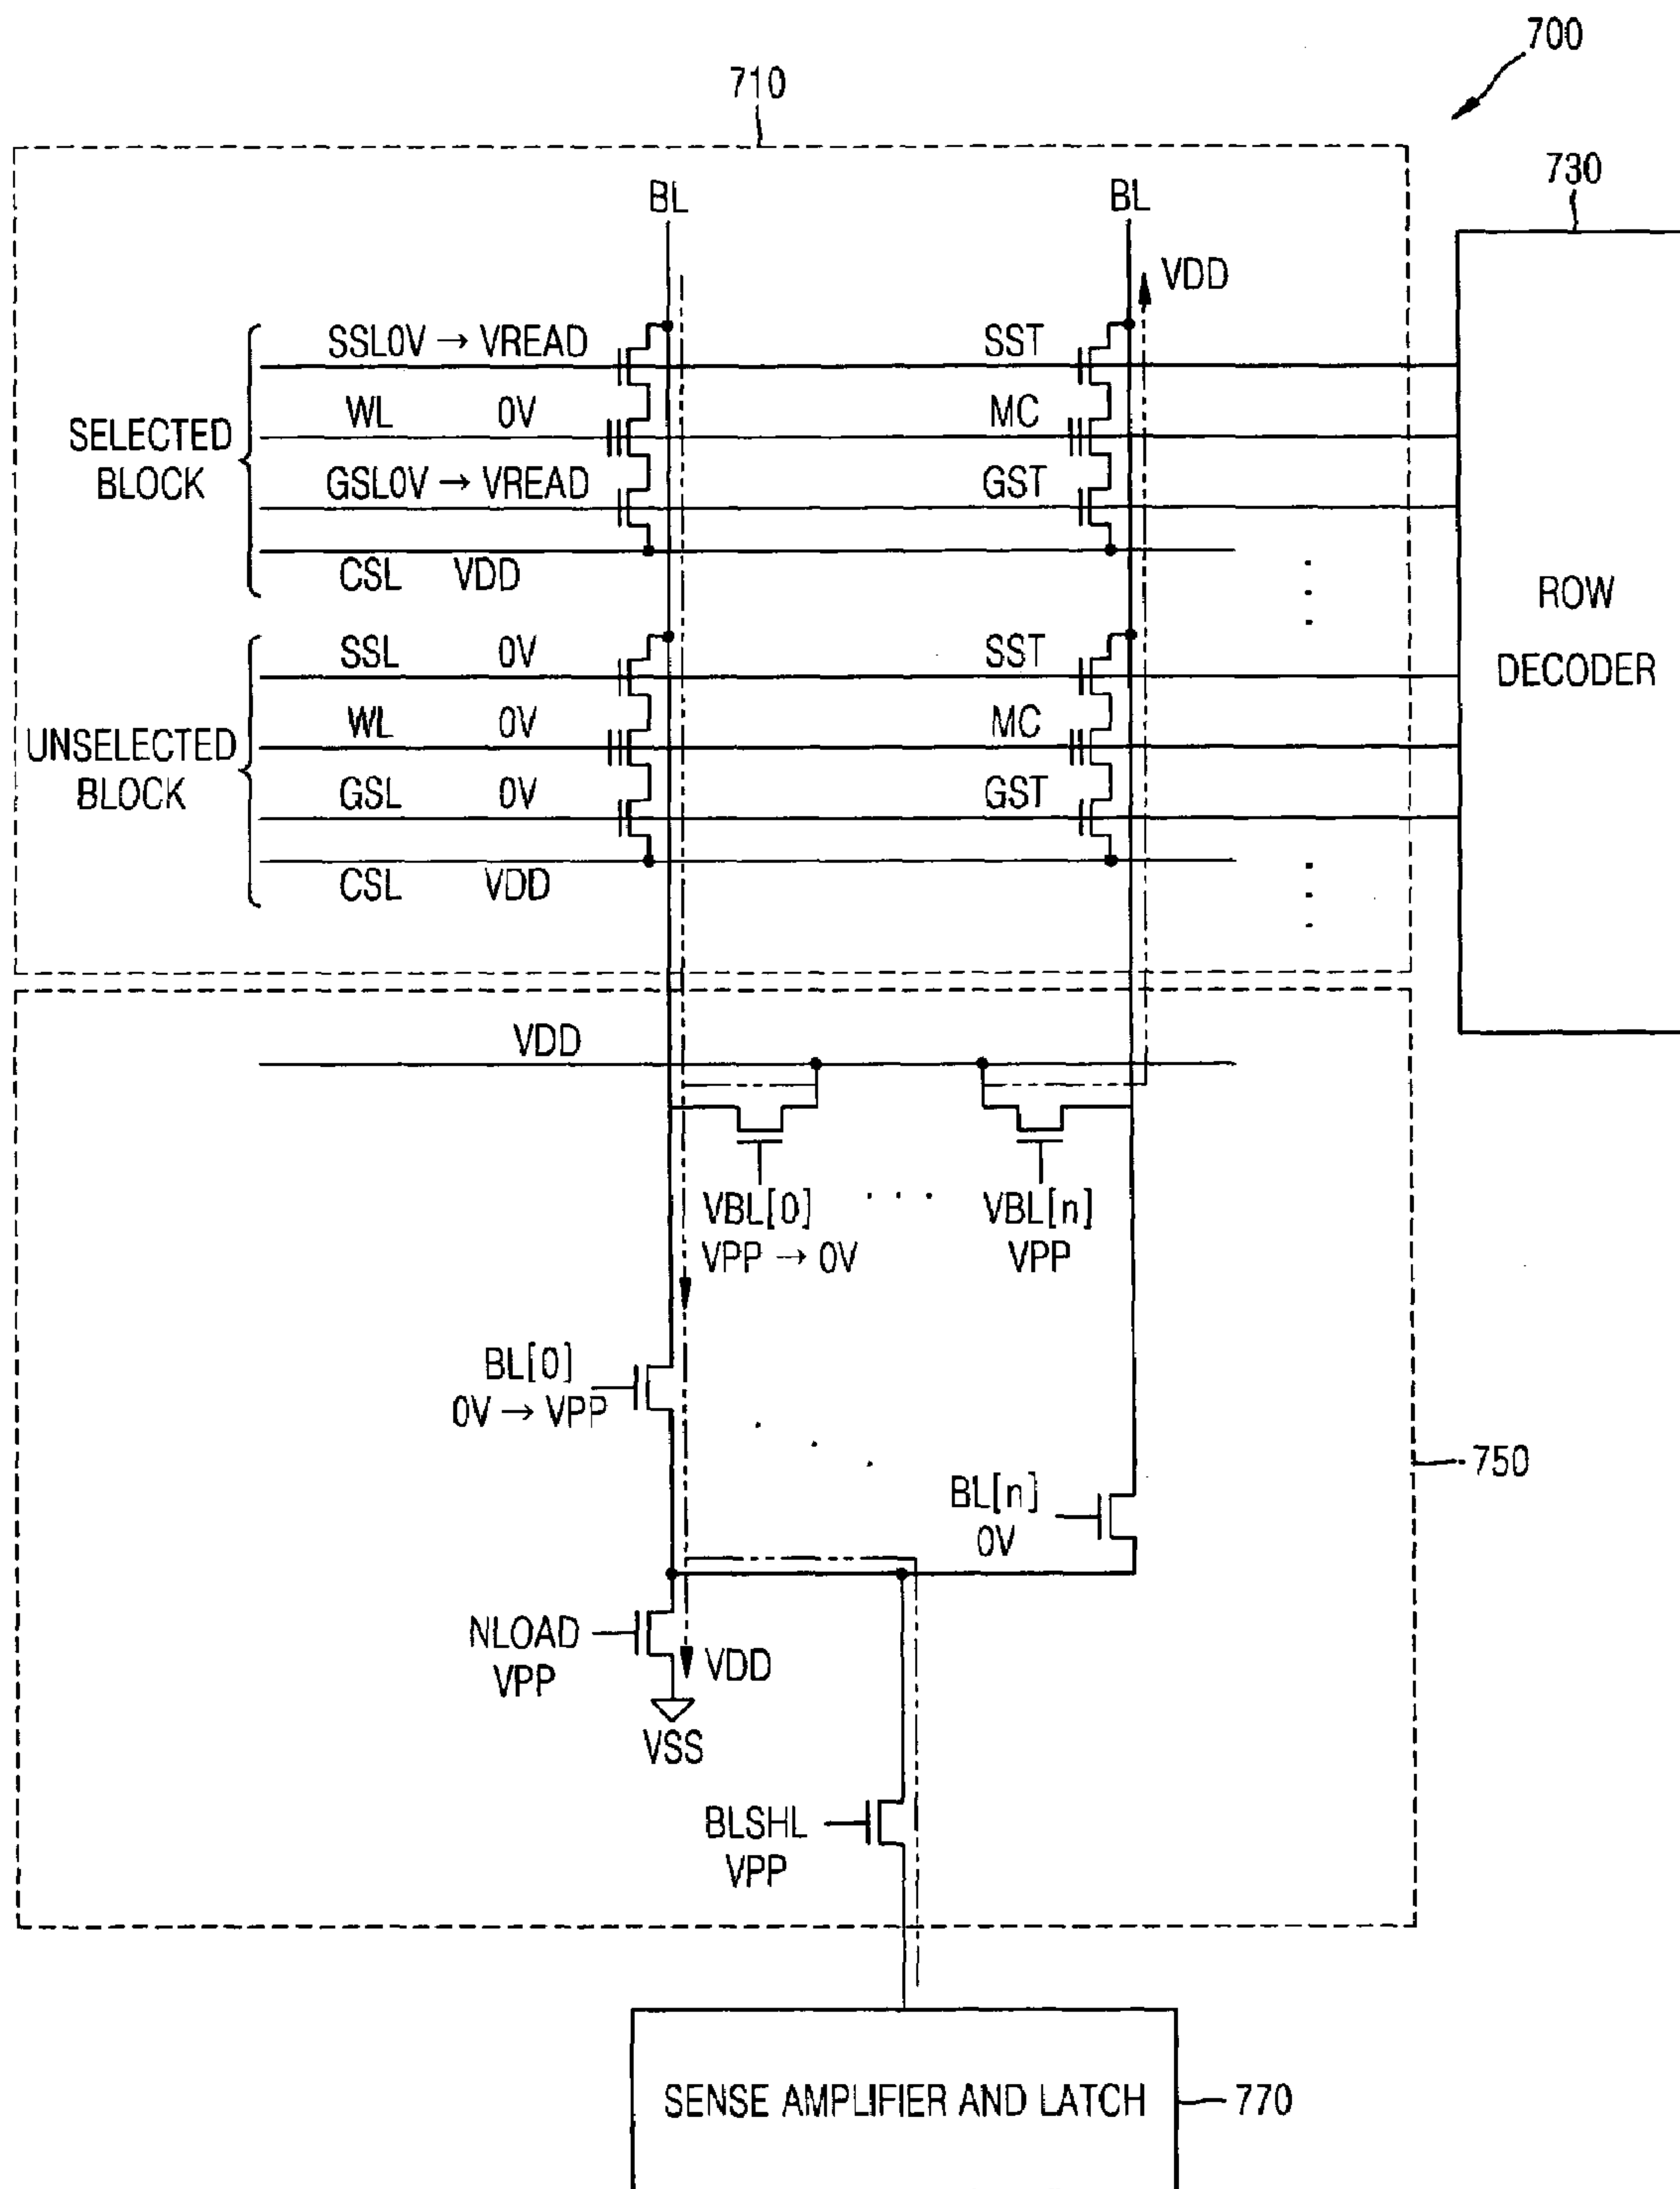 700
710
730
BL BL
VDD
SSL0V → VREAD SST
WL 0V MC
SELECTED
BLOCK
GSL0V → VREAD GST
CSL VDD
ROW
DECODER
SSL 0V SST
WL 0V MC
UNSELECTED
BLOCK
GSL 0V GST
CSL VDD
VDD
VBL[0] VBL[n]
VPP → 0V VPP
BL[0]
0V → VPP
750
BL[n]
0V
NLOAD
VPP
VDD
VSS
BLSHL
VPP
SENSE AMPLIFIER AND LATCH
770